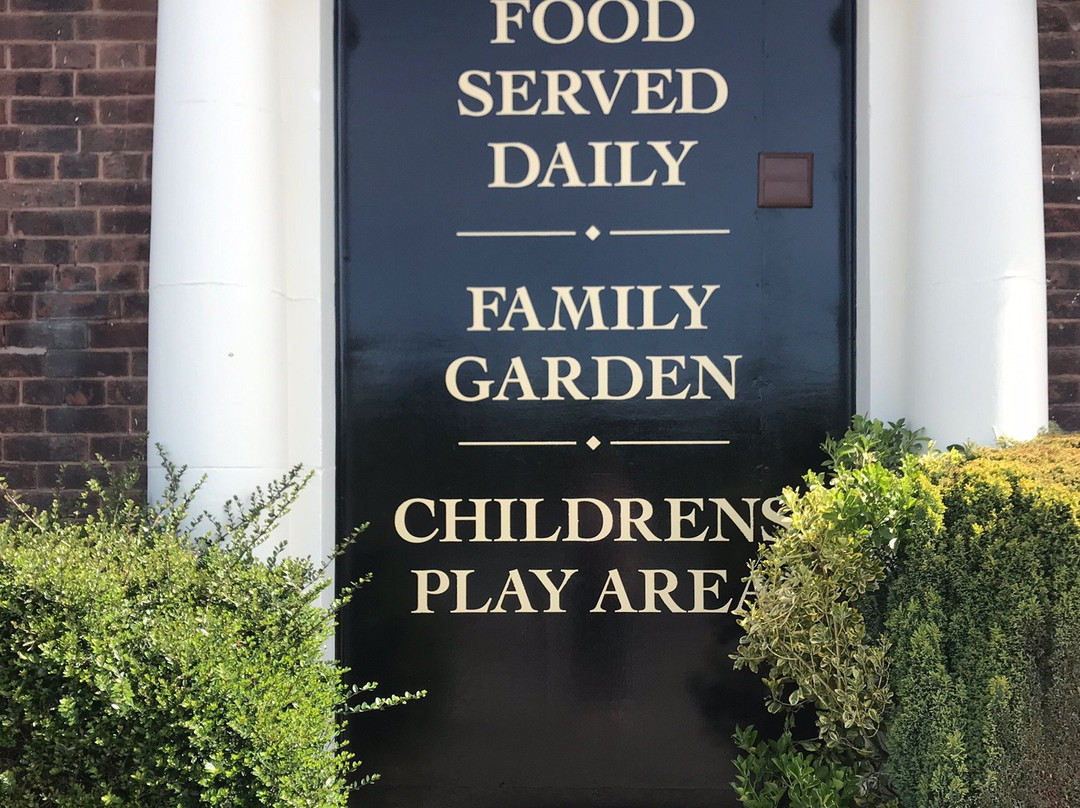 FOOD
SERVED
DAILY
FAMILY
GARDEN
CHILDRENS
PLAY AREA